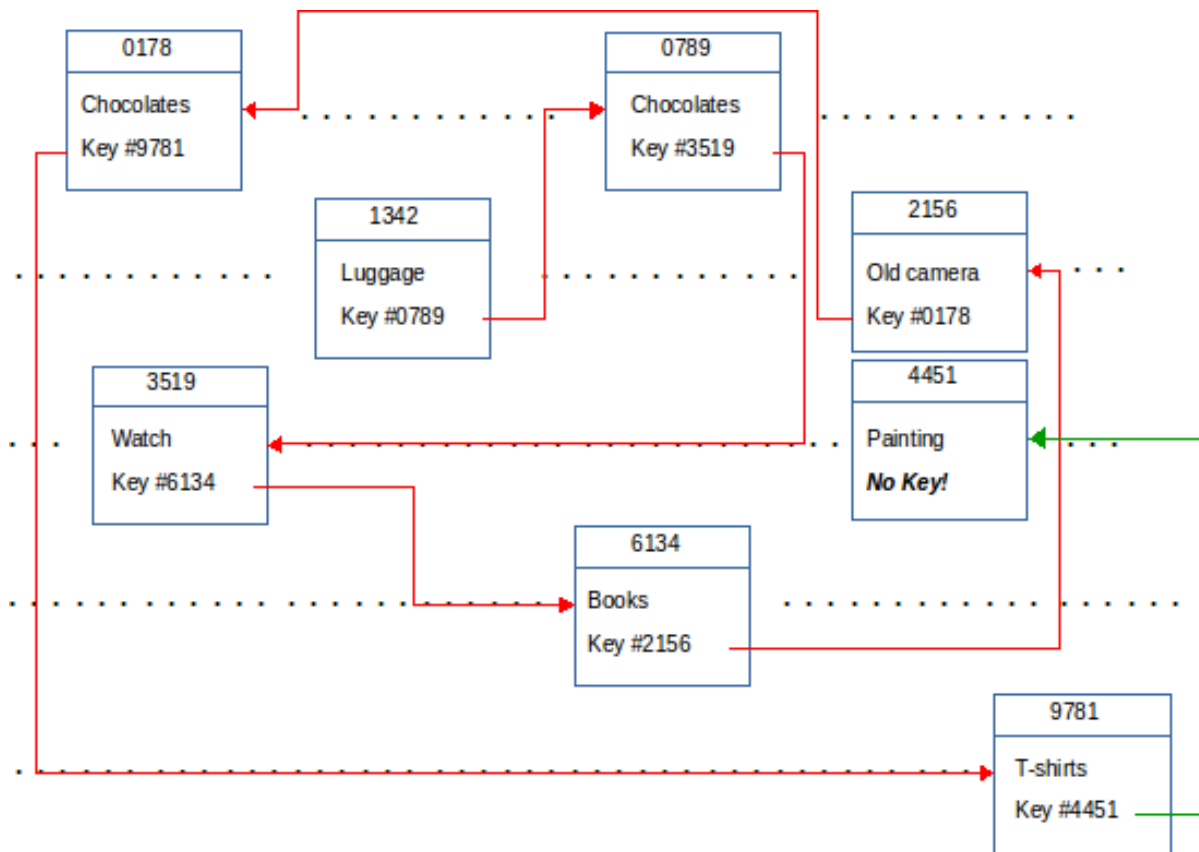 0178
Chocolates
Key #9781
0789
Chocolates
Key #3519
1342
Luggage
Key #0789
2156
Old camera
Key #0178
3519
Watch
Key #6134
4451
Painting
No Key!
6134
Books
Key #2156
9781
T-shirts
Key #4451